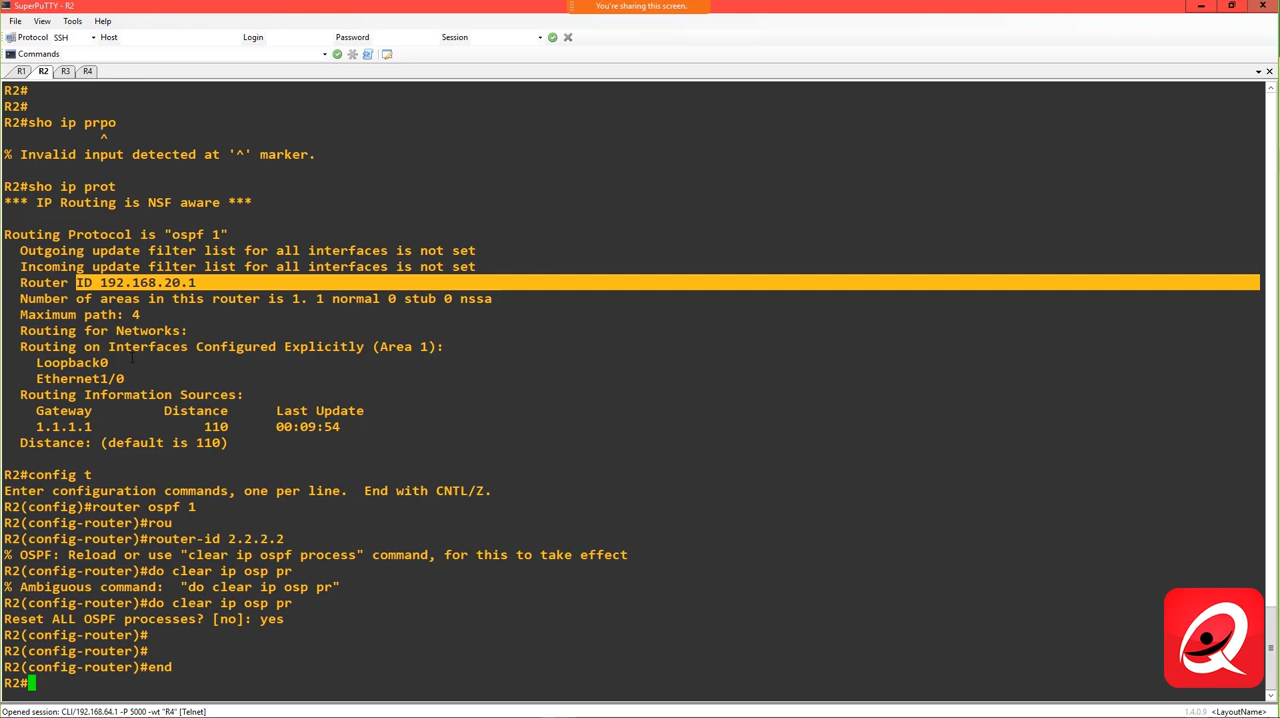 SuperPuTTY - R2
You're sharing this screen.
File View Tools Help
Protocol SSH Host Login Password Session
Commands
R1 R2 R3 R4
R2#
R2#
R2#sho ip prpo
^
% Invalid input detected at '^' marker.
R2#sho ip prot
*** IP Routing is NSF aware ***
Routing Protocol is "ospf 1"
Outgoing update filter list for all interfaces is not set
Incoming update filter list for all interfaces is not set
Router ID 192.168.20.1
Number of areas in this router is 1. 1 normal 0 stub 0 nssa
Maximum path: 4
Routing for Networks:
Routing on Interfaces Configured Explicitly (Area 1):
Loopback0
Ethernet1/0
Routing Information Sources:
Gateway Distance Last Update
1.1.1.1 110 00:09:54
Distance: (default is 110)
R2#config t
Enter configuration commands, one per line. End with CNTL/Z.
R2(config)#router ospf 1
R2(config-router)#rou
R2(config-router)#router-id 2.2.2.2
% OSPF: Reload or use "clear ip ospf process" command, for this to take effect
R2(config-router)#do clear ip osp pr
% Ambiguous command: "do clear ip osp pr"
R2(config-router)#do clear ip osp pr
Reset ALL OSPF processes? [no]: yes
R2(config-router)#
R2(config-router)#
R2(config-router)#end
R2#
Opened session: CLI/192.168.64.1 -P 5000 -wt "R4" [Telnet]
1.4.0.9 <LayoutName>